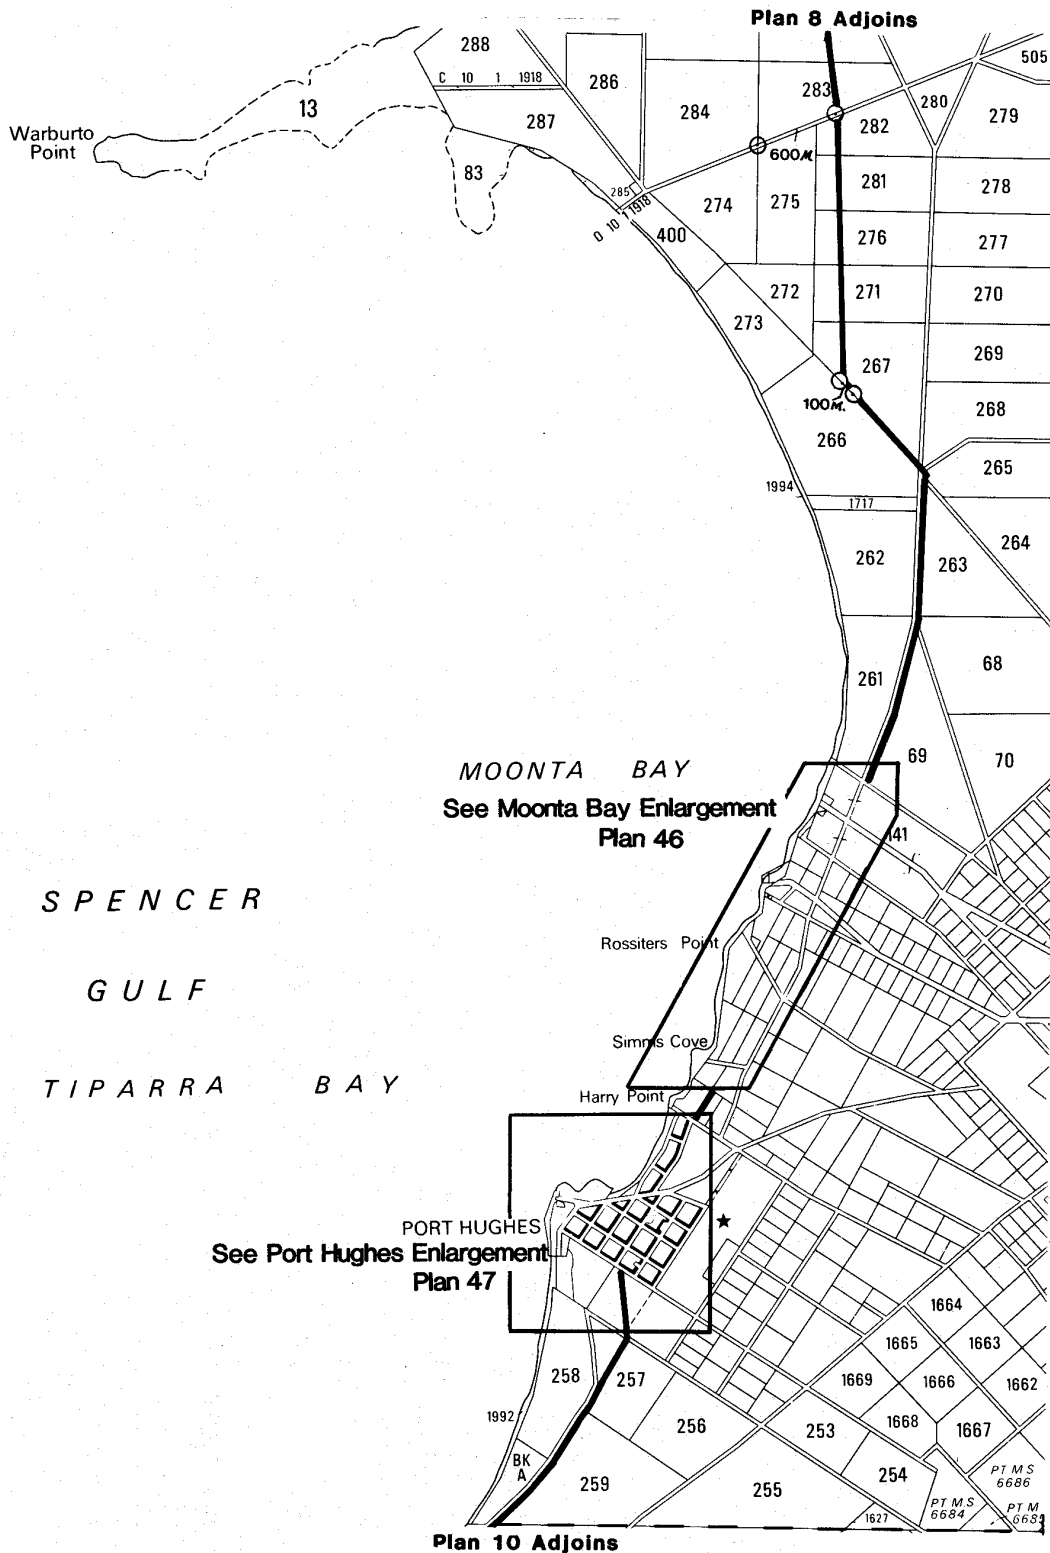 Plan 8 Adjoins
288
505
C 10 1 1918
286
283
284
280
279
13
287
282
Warburto
Point
600M
83
281
278
285
274
275
D 10 1 1918
400
276
277
272
271
270
273
267
269
100M.
268
266
265
1994
1717
264
262
263
68
261
69
70
MOONTA BAY
See Moonta Bay Enlargement
Plan 46
141
SPENCER
Rossiters Point
GULF
Simms Cove
TIPARRA BAY
Harry Point
PORT HUGHES
★
See Port Hughes Enlargement
Plan 47
1664
1665
1663
258
257
1669
1666
1662
1992
256
253
1668
1667
BK
A
259
255
254
PT M S
6686
PT M S
6684
PT M
6685
1627
Plan 10 Adjoins